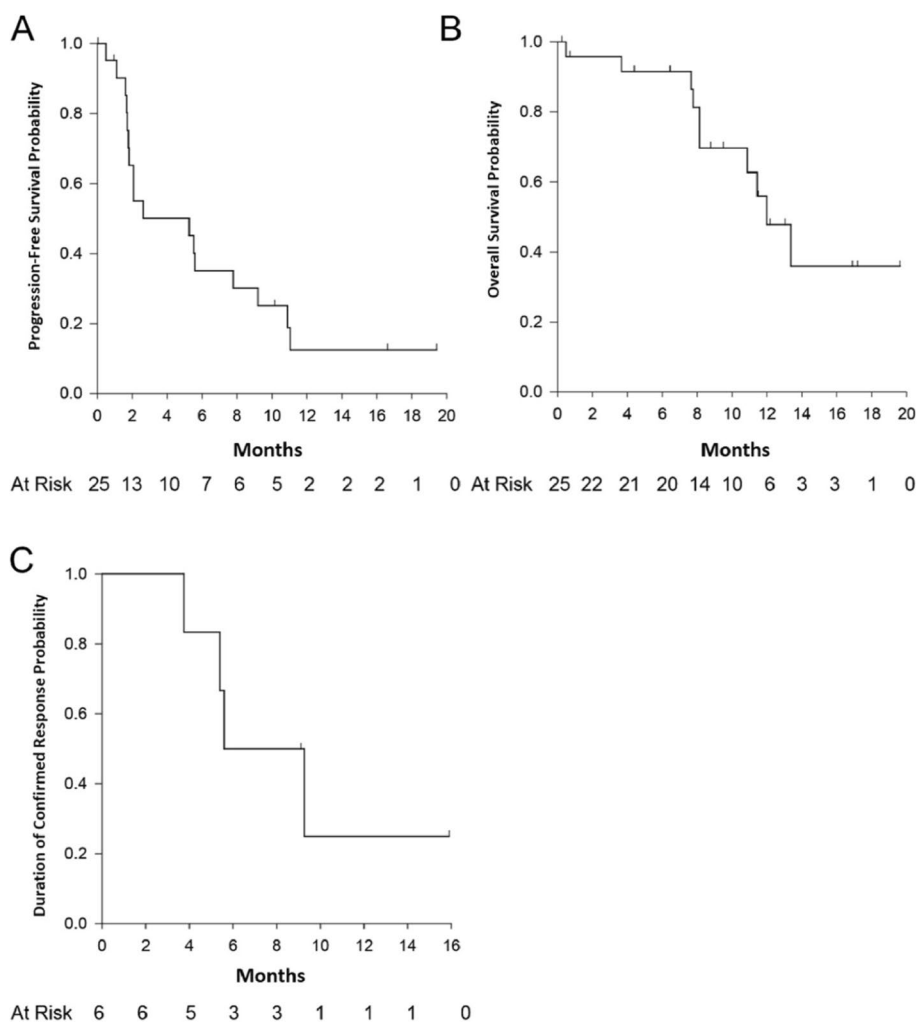 A
Progression-Free Survival Probability
1.0
0.8
0.6
0.4
0.2
0.0
0 2 4 6 8 10 12 14 16 18 20
Months
At Risk 25 13 10 7 6 5 2 2 2 1 0
B
Overall Survival Probability
1.0
0.8
0.6
0.4
0.2
0.0
0 2 4 6 8 10 12 14 16 18 20
Months
At Risk 25 22 21 20 14 10 6 3 3 1 0
C
Duration of Confirmed Response Probability
1.0
0.8
0.6
0.4
0.2
0.0
0 2 4 6 8 10 12 14 16
Months
At Risk 6 6 5 3 3 1 1 1 0